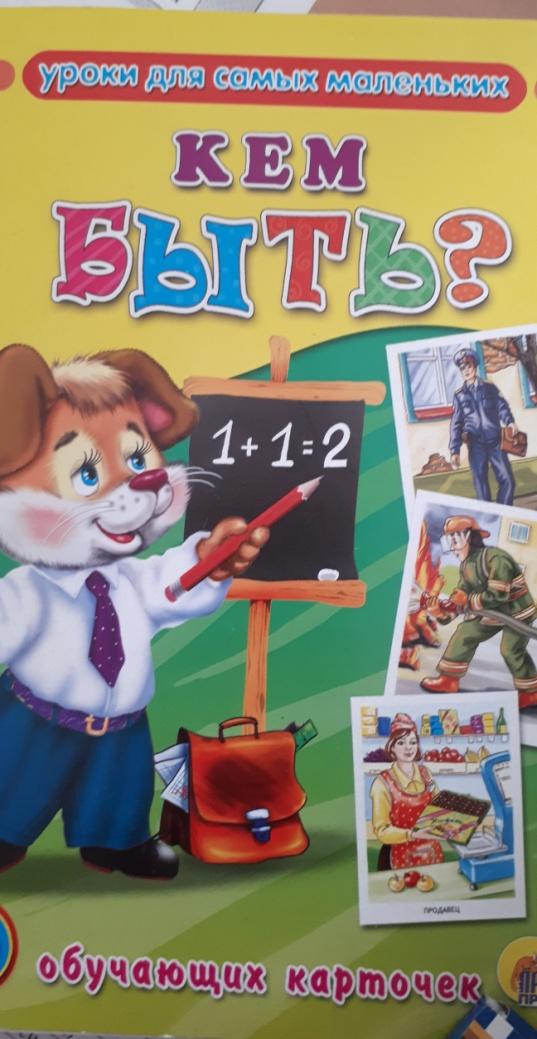 уроки для самых маленьких
КЕМ
БЫТЬ?
1+1=2
ПРОДАВЕЦ
обучающих карточек